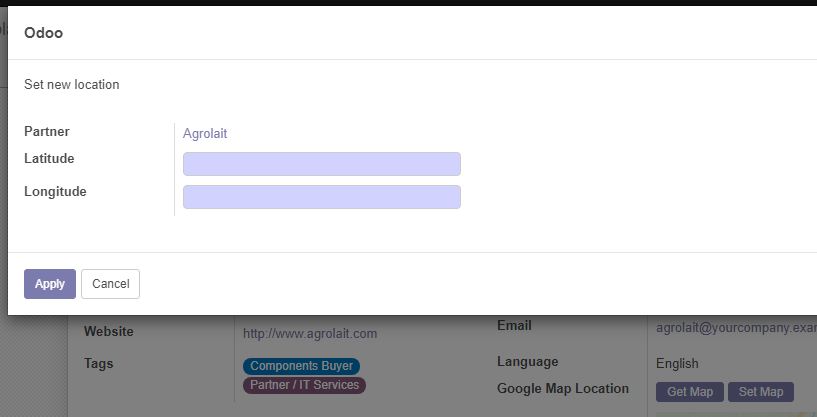 Odoo
Set new location
Partner Agrolait
Latitude
Longitude
Apply Cancel
Website http://www.agrolait.com
Tags Components Buyer
Partner / IT Services
Email agrolait@yourcompany.exa
Language English
Google Map Location Get Map Set Map